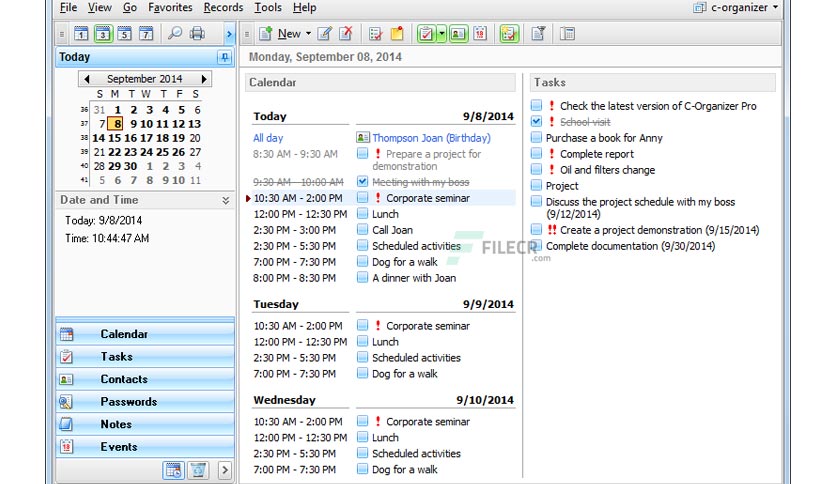 File View Go Favorites Records Tools Help c-organizer
1 3 5 7 New 18
Today
Monday, September 08, 2014
September 2014
S M T W T F S
36 31 1 2 3 4 5 6
37 7 8 9 10 11 12 13
38 14 15 16 17 18 19 20
39 21 22 23 24 25 26 27
40 28 29 30 1 2 3 4
41 5 6 7 8 9 10 11
Date and Time
Today: 9/8/2014
Time: 10:44:47 AM
Calendar
Tasks
Contacts
Passwords
Notes
18 Events
Calendar
Today 9/8/2014
All day Thompson Joan (Birthday)
8:30 AM - 9:30 AM ! Prepare a project for
demonstration
9:30 AM - 10:00 AM Meeting with my boss
10:30 AM - 2:00 PM ! Corporate seminar
12:00 PM - 12:30 PM Lunch
2:30 PM - 3:00 PM Call Joan
2:30 PM - 5:30 PM Scheduled activities
7:00 PM - 7:30 PM Dog for a walk
8:00 PM - 8:30 PM A dinner with Joan
Tuesday 9/9/2014
10:30 AM - 2:00 PM ! Corporate seminar
12:00 PM - 12:30 PM Lunch
2:30 PM - 5:30 PM Scheduled activities
7:00 PM - 7:30 PM Dog for a walk
Wednesday 9/10/2014
10:30 AM - 2:00 PM ! Corporate seminar
12:00 PM - 12:30 PM Lunch
2:30 PM - 5:30 PM Scheduled activities
7:00 PM - 7:30 PM Dog for a walk
Tasks
! Check the latest version of C-Organizer Pro
! School visit
Purchase a book for Anny
! Complete report
! Oil and filters change
Project
Discuss the project schedule with my boss
(9/12/2014)
!! Create a project demonstration (9/15/2014)
Complete documentation (9/30/2014)
FILECR
.com